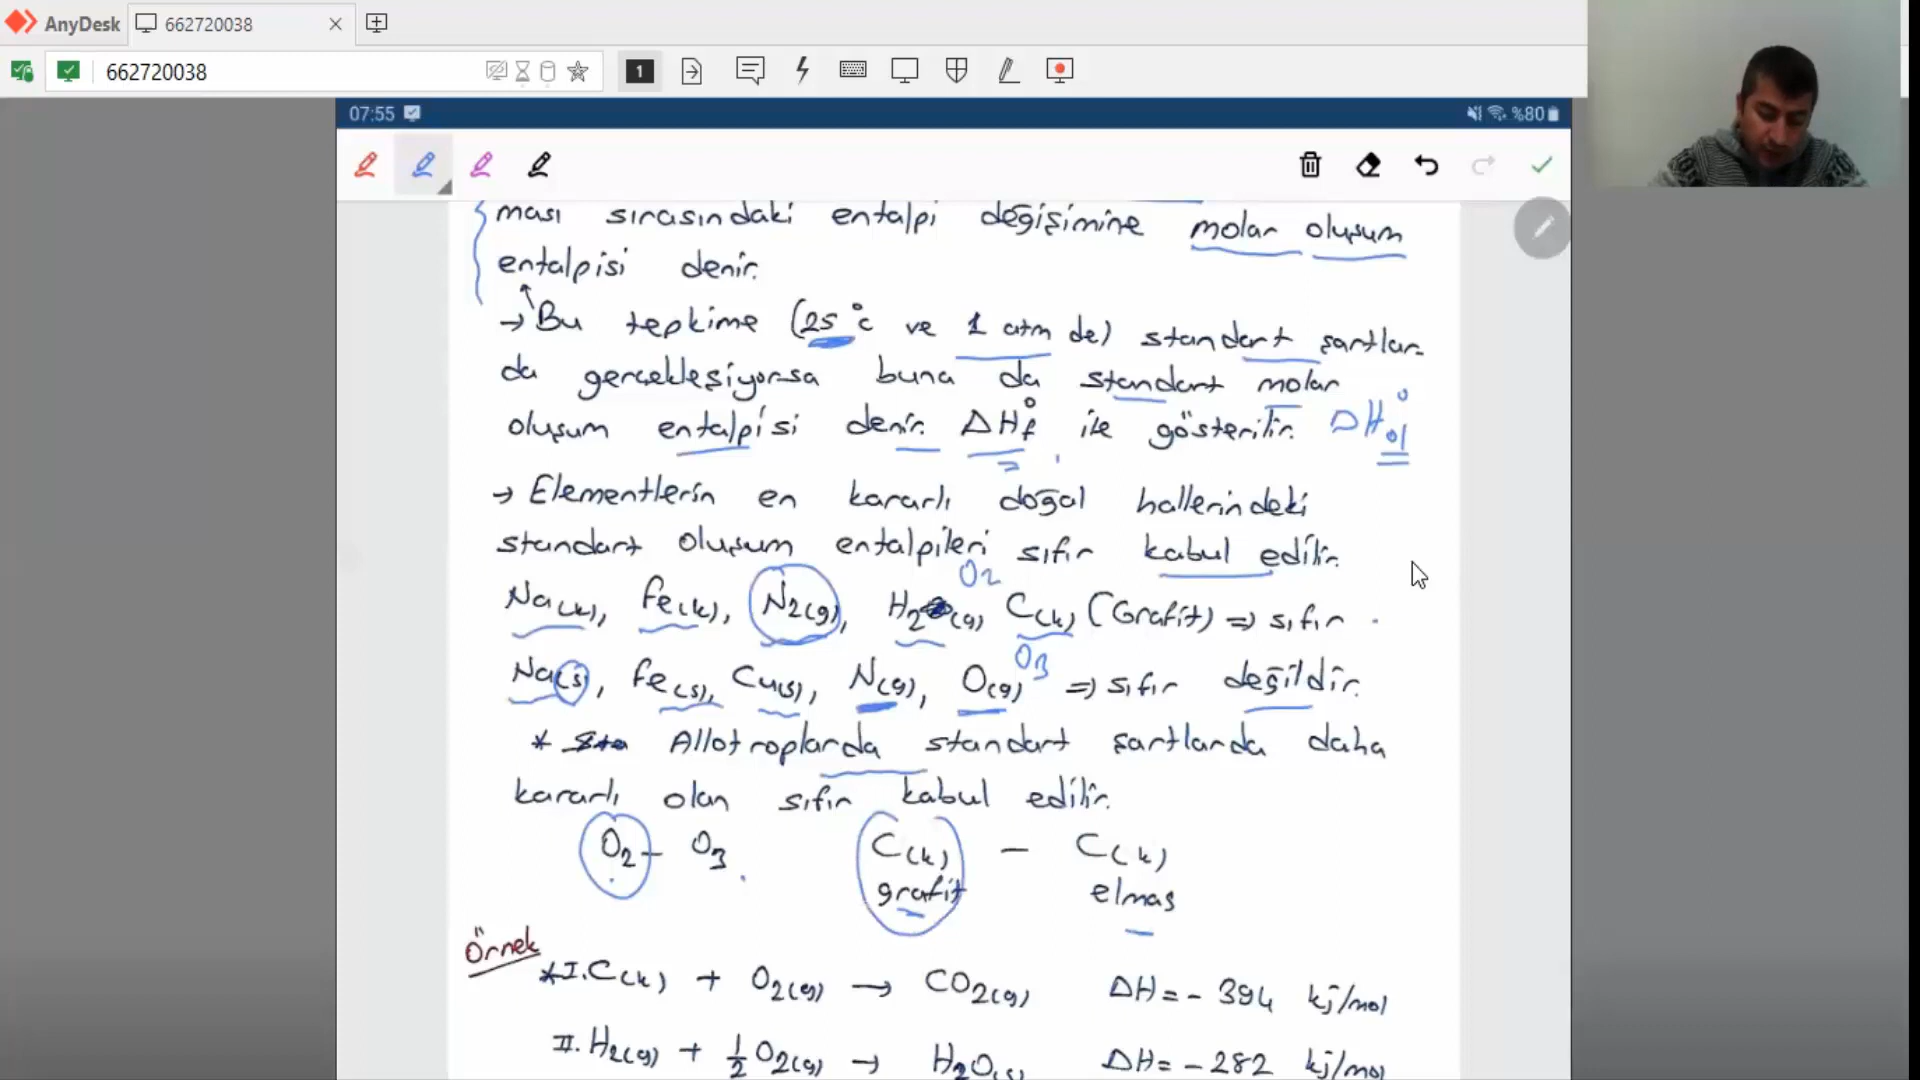 AnyDesk 662720038
662720038 1
07:55 %80
ması sırasındaki entalpi değişimine molar oluşum
entalpisi denir.
→ Bu tepkime (25 °C ve 1 atm de) standart şartlar-
da gerçekleşiyorsa buna da standart molar
oluşum entalpisi denir. ΔH°f ile gösterilir. ΔH°ol
→ Elementlerin en kararlı doğal hallerindeki
standart oluşum entalpileri sıfır kabul edilir.
O2
Na(k), Fe(k), N2(g), H2(g) C(k) (Grafit) ⇒ sıfır
O3
Na(s), Fe(s), Cu(s), N(g), O(g) ⇒ sıfır değildir.
* Allotroplarda standart şartlarda daha
kararlı olan sıfır kabul edilir.
O2 - O3 C(k) - C(k)
grafit elmas
Örnek
*I. C(k) + O2(g) → CO2(g) ΔH = - 394 kj/mol
II. H2(g) + 1/2 O2(g) → H2O(s) ΔH = - 282 kj/mol